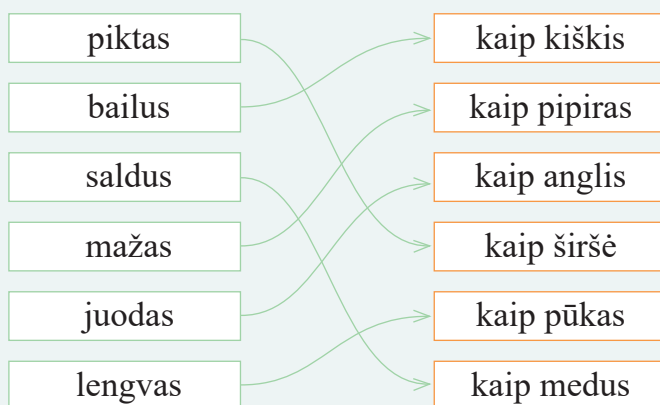 piktas
kaip kiškis
bailus
kaip pipiras
saldus
kaip anglis
mažas
kaip širšė
juodas
kaip pūkas
lengvas
kaip medus